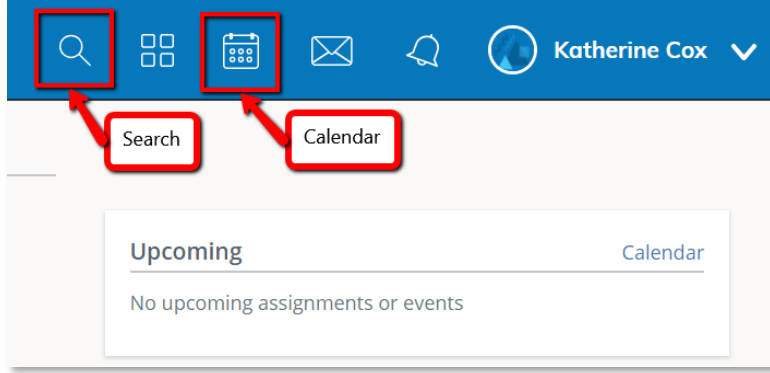 Katherine Cox
Search
Calendar
Upcoming
Calendar
No upcoming assignments or events